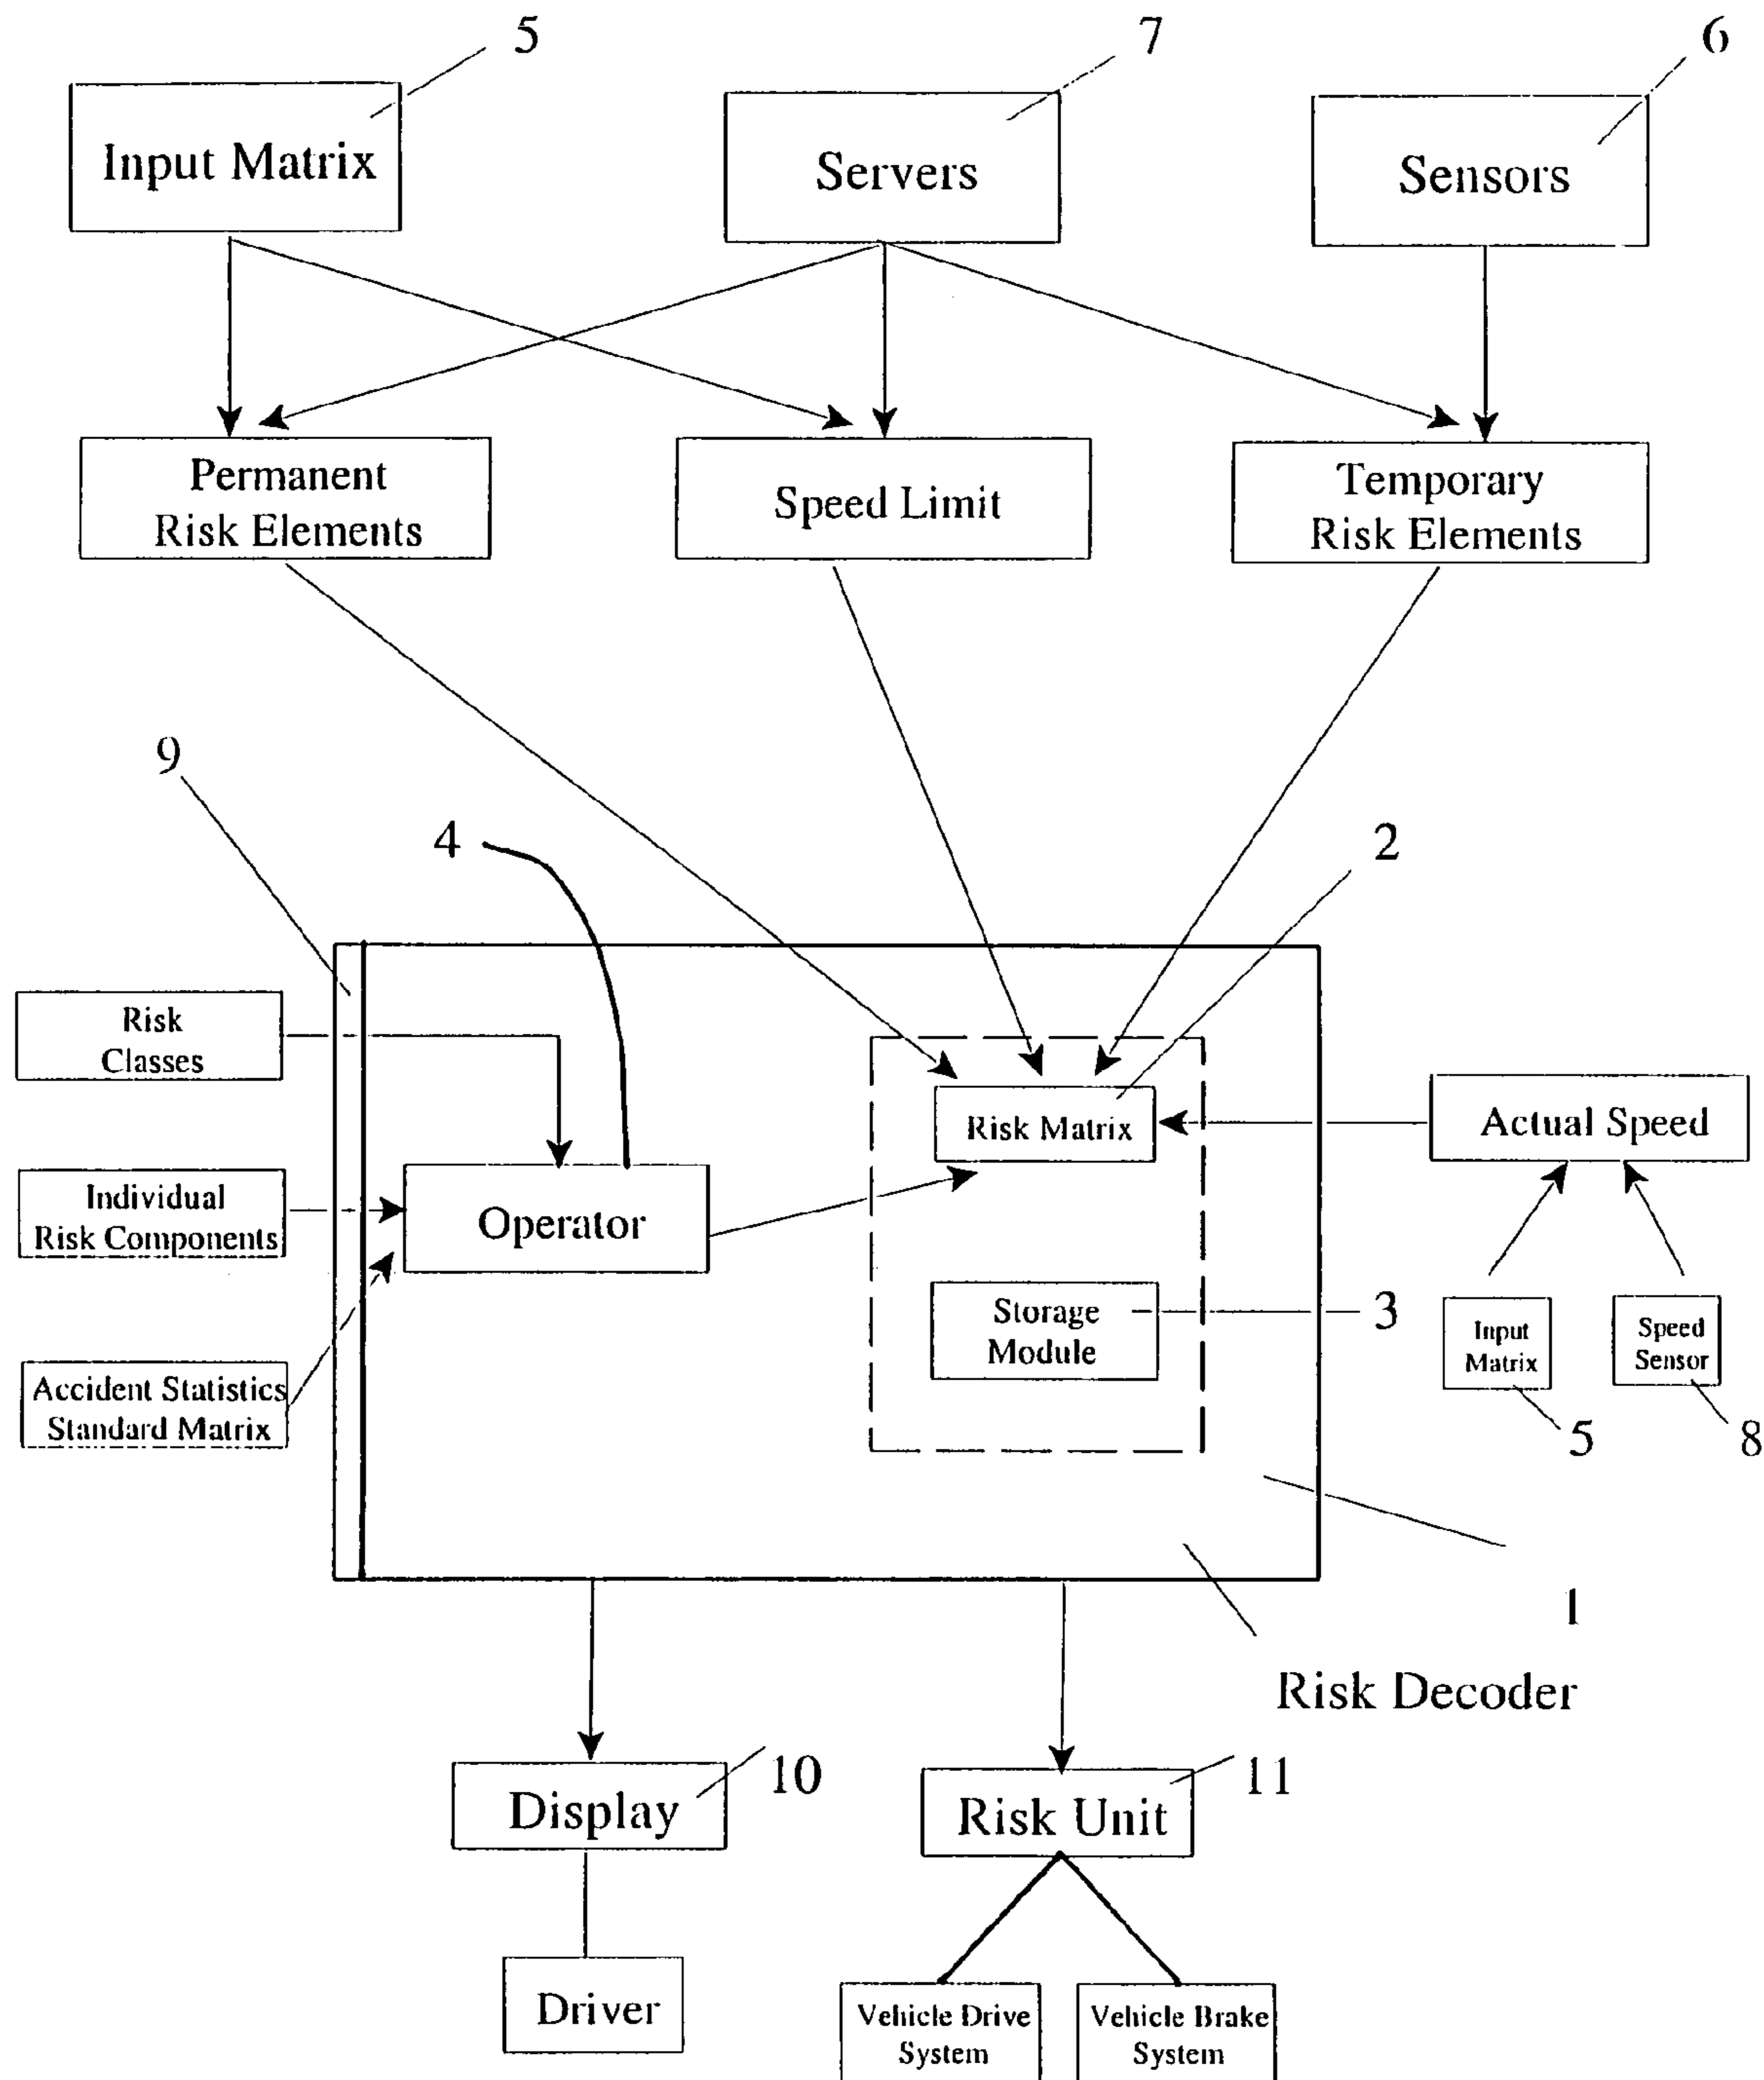 5
7
6
Input Matrix
Servers
Sensors
Permanent
Risk Elements
Speed Limit
Temporary
Risk Elements
9
4
2
Risk
Classes
Risk Matrix
Actual Speed
Individual
Risk Components
Operator
Storage
Module
3
Input
Matrix
Speed
Sensor
Accident Statistics
Standard Matrix
5
8
1
Risk Decoder
Display
10
Risk Unit
11
Driver
Vehicle Drive
System
Vehicle Brake
System